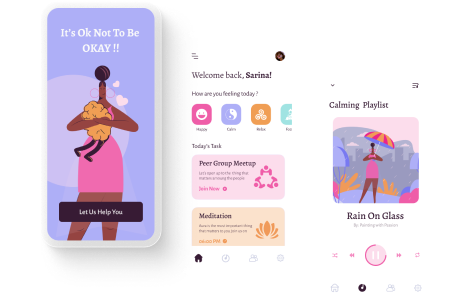 It's Ok Not To Be
OKAY !!
Let Us Help You
Welcome back, Sarina!
How are you feeling today ?
Happy
Calm
Relax
Today's Task
Peer Group Meetup
Let's open up to the thing that
matters among the people
Join Now
Meditation
Aura is the most important thing
that matters to you join us on
06:00 PM
Calming Playlist
Rain On Glass
By: Painting with Passion